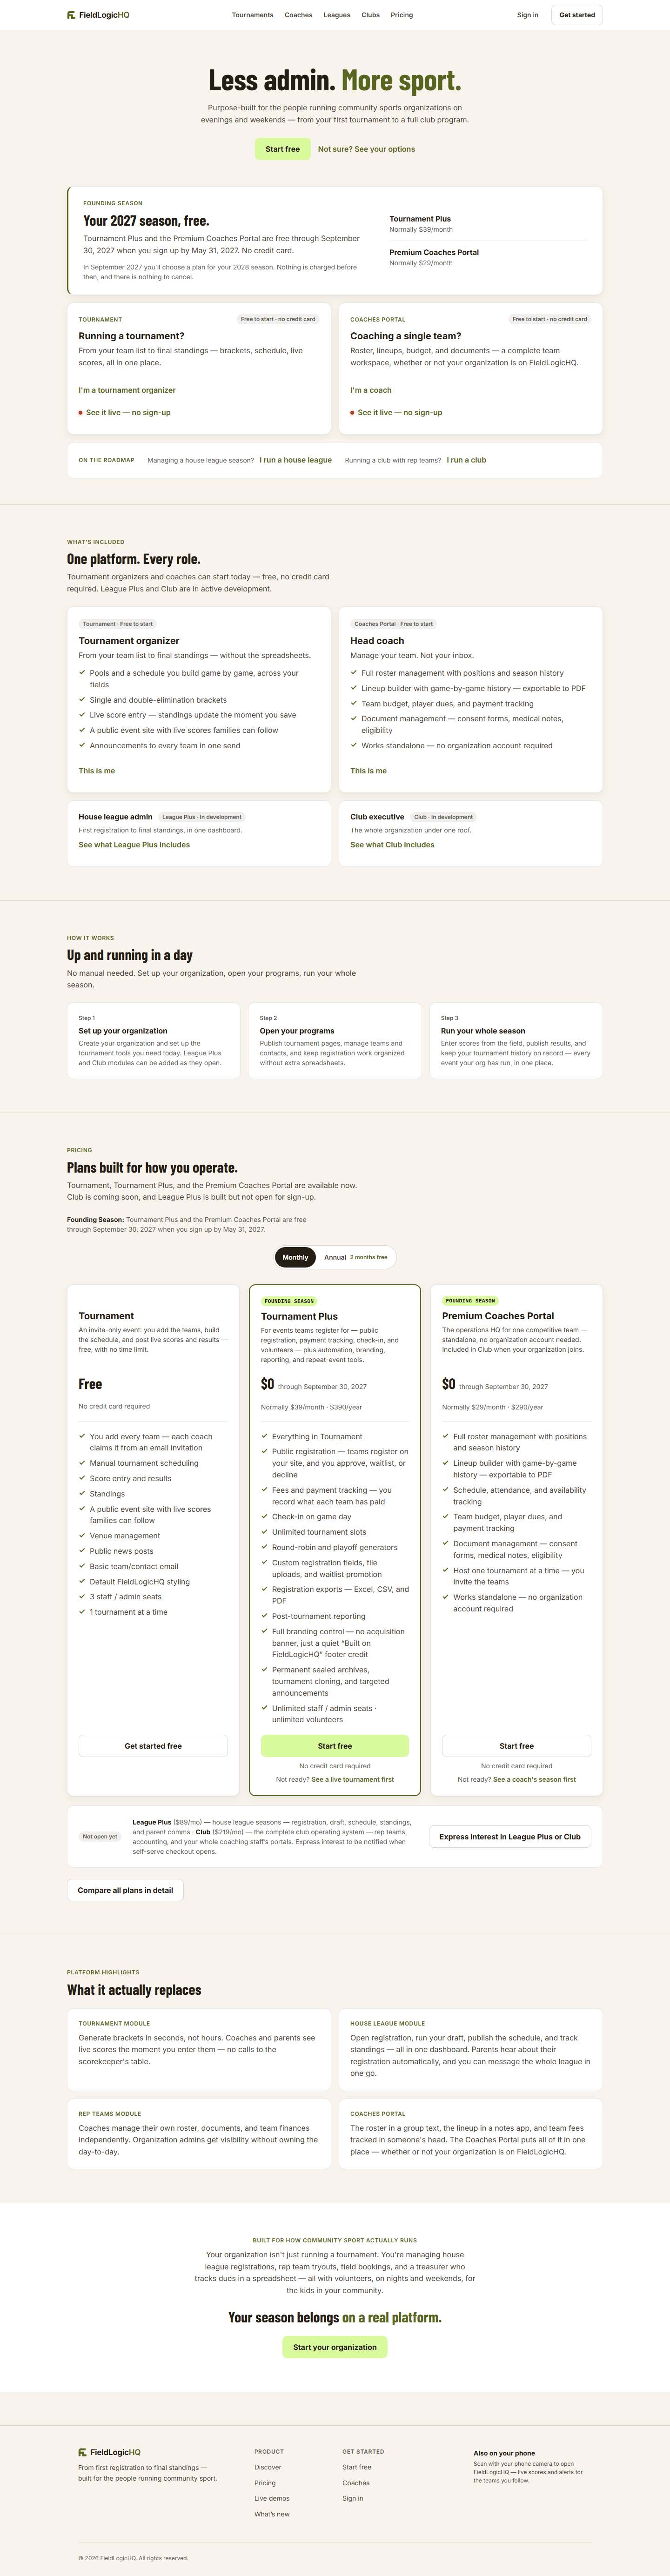 FieldLogicHQ
Tournaments Coaches Leagues Clubs Pricing
Sign in Get started
Less admin. More sport.
Purpose-built for the people running community sports organizations on
evenings and weekends — from your first tournament to a full club program.
Start free Not sure? See your options
FOUNDING SEASON
Your 2027 season, free.
Tournament Plus and the Premium Coaches Portal are free through September
30, 2027 when you sign up by May 31, 2027. No credit card.
In September 2027 you'll choose a plan for your 2028 season. Nothing is charged before
then, and there is nothing to cancel.
Tournament Plus
Normally $39/month
Premium Coaches Portal
Normally $29/month
TOURNAMENT Free to start · no credit card
Running a tournament?
From your team list to final standings — brackets, schedule, live
scores, all in one place.
I'm a tournament organizer
See it live — no sign-up
COACHES PORTAL Free to start · no credit card
Coaching a single team?
Roster, lineups, budget, and documents — a complete team
workspace, whether or not your organization is on FieldLogicHQ.
I'm a coach
See it live — no sign-up
ON THE ROADMAP Managing a house league season? I run a house league Running a club with rep teams? I run a club
WHAT'S INCLUDED
One platform. Every role.
Tournament organizers and coaches can start today — free, no credit card
required. League Plus and Club are in active development.
Tournament · Free to start
Tournament organizer
From your team list to final standings — without the spreadsheets.
Pools and a schedule you build game by game, across your
fields
Single and double-elimination brackets
Live score entry — standings update the moment you save
A public event site with live scores families can follow
Announcements to every team in one send
This is me
Coaches Portal · Free to start
Head coach
Manage your team. Not your inbox.
Full roster management with positions and season history
Lineup builder with game-by-game history — exportable to PDF
Team budget, player dues, and payment tracking
Document management — consent forms, medical notes,
eligibility
Works standalone — no organization account required
This is me
House league admin League Plus · In development
First registration to final standings, in one dashboard.
See what League Plus includes
Club executive Club · In development
The whole organization under one roof.
See what Club includes
HOW IT WORKS
Up and running in a day
No manual needed. Set up your organization, open your programs, run your whole
season.
Step 1
Set up your organization
Create your organization and set up the
tournament tools you need today. League Plus
and Club modules can be added as they open.
Step 2
Open your programs
Publish tournament pages, manage teams and
contacts, and keep registration work organized
without extra spreadsheets.
Step 3
Run your whole season
Enter scores from the field, publish results, and
keep your tournament history on record — every
event your org has run, in one place.
PRICING
Plans built for how you operate.
Tournament, Tournament Plus, and the Premium Coaches Portal are available now.
Club is coming soon, and League Plus is built but not open for sign-up.
Founding Season: Tournament Plus and the Premium Coaches Portal are free
through September 30, 2027 when you sign up by May 31, 2027.
Monthly Annual 2 months free
Tournament
An invite-only event: you add the teams, build
the schedule, and post live scores and results —
free, with no time limit.
Free
No credit card required
You add every team — each coach
claims it from an email invitation
Manual tournament scheduling
Score entry and results
Standings
A public event site with live scores
families can follow
Venue management
Public news posts
Basic team/contact email
Default FieldLogicHQ styling
3 staff / admin seats
1 tournament at a time
Get started free
FOUNDING SEASON
Tournament Plus
For events teams register for — public
registration, payment tracking, check-in, and
volunteers — plus automation, branding,
reporting, and repeat-event tools.
$0 through September 30, 2027
Normally $39/month · $390/year
Everything in Tournament
Public registration — teams register on
your site, and you approve, waitlist, or
decline
Fees and payment tracking — you
record what each team has paid
Check-in on game day
Unlimited tournament slots
Round-robin and playoff generators
Custom registration fields, file
uploads, and waitlist promotion
Registration exports — Excel, CSV, and
PDF
Post-tournament reporting
Full branding control — no acquisition
banner, just a quiet “Built on
FieldLogicHQ” footer credit
Permanent sealed archives,
tournament cloning, and targeted
announcements
Unlimited staff / admin seats ·
unlimited volunteers
Start free
No credit card required
Not ready? See a live tournament first
FOUNDING SEASON
Premium Coaches Portal
The operations HQ for one competitive team —
standalone, no organization account needed.
Included in Club when your organization joins.
$0 through September 30, 2027
Normally $29/month · $290/year
Full roster management with positions
and season history
Lineup builder with game-by-game
history — exportable to PDF
Schedule, attendance, and availability
tracking
Team budget, player dues, and
payment tracking
Document management — consent
forms, medical notes, eligibility
Host one tournament at a time — you
invite the teams
Works standalone — no organization
account required
Start free
No credit card required
Not ready? See a coach's season first
Not open yet
League Plus ($89/mo) — house league seasons — registration, draft, schedule, standings,
and parent comms · Club ($219/mo) — the complete club operating system — rep teams,
accounting, and your whole coaching staff's portals. Express interest to be notified when
self-serve checkout opens.
Express interest in League Plus or Club
Compare all plans in detail
PLATFORM HIGHLIGHTS
What it actually replaces
TOURNAMENT MODULE
Generate brackets in seconds, not hours. Coaches and parents see
live scores the moment you enter them — no calls to the
scorekeeper's table.
HOUSE LEAGUE MODULE
Open registration, run your draft, publish the schedule, and track
standings — all in one dashboard. Parents hear about their
registration automatically, and you can message the whole league in
one go.
REP TEAMS MODULE
Coaches manage their own roster, documents, and team finances
independently. Organization admins get visibility without owning the
day-to-day.
COACHES PORTAL
The roster in a group text, the lineup in a notes app, and team fees
tracked in someone's head. The Coaches Portal puts all of it in one
place — whether or not your organization is on FieldLogicHQ.
BUILT FOR HOW COMMUNITY SPORT ACTUALLY RUNS
Your organization isn't just running a tournament. You're managing house
league registrations, rep team tryouts, field bookings, and a treasurer who
tracks dues in a spreadsheet — all with volunteers, on nights and weekends, for
the kids in your community.
Your season belongs on a real platform.
Start your organization
FieldLogicHQ
From first registration to final standings —
built for the people running community sport.
PRODUCT
Discover
Pricing
Live demos
What's new
GET STARTED
Start free
Coaches
Sign in
Also on your phone
Scan with your phone camera to open
FieldLogicHQ — live scores and alerts for
the teams you follow.
© 2026 FieldLogicHQ. All rights reserved.